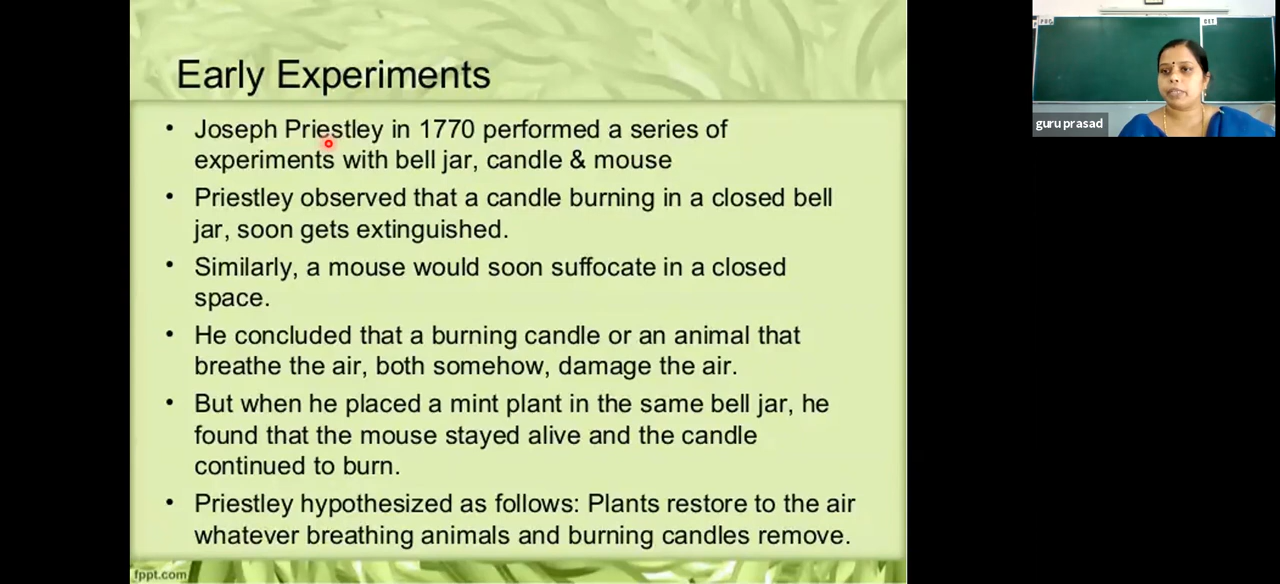 Early Experiments
• Joseph Priestley in 1770 performed a series of
experiments with bell jar, candle & mouse
• Priestley observed that a candle burning in a closed bell
jar, soon gets extinguished.
• Similarly, a mouse would soon suffocate in a closed
space.
• He concluded that a burning candle or an animal that
breathe the air, both somehow, damage the air.
• But when he placed a mint plant in the same bell jar, he
found that the mouse stayed alive and the candle
continued to burn.
• Priestley hypothesized as follows: Plants restore to the air
whatever breathing animals and burning candles remove.
fppt.com
guru prasad